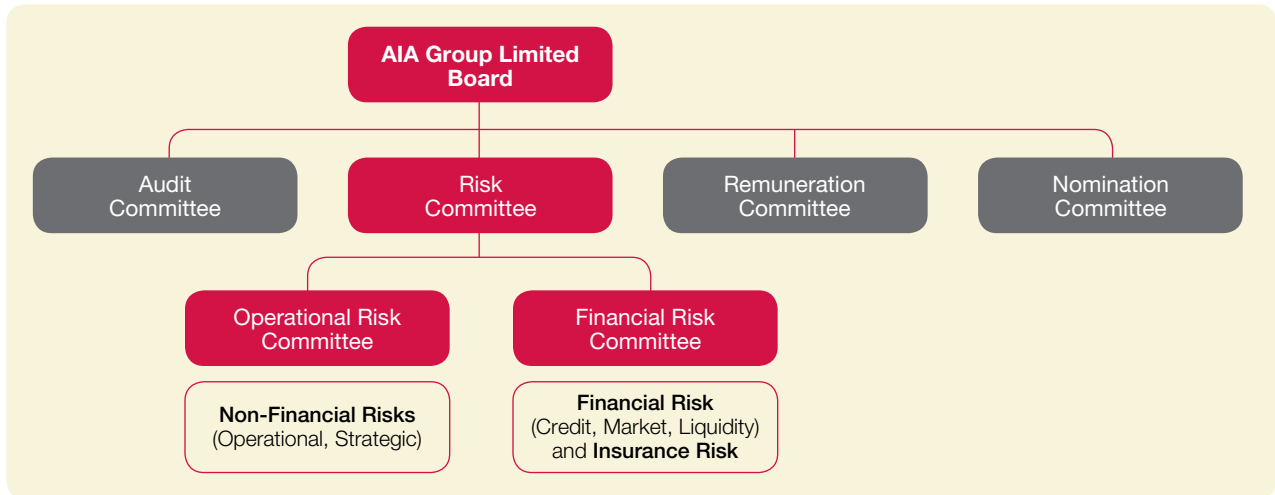 AIA Group Limited
Board
Audit
Committee
Risk
Committee
Remuneration
Committee
Nomination
Committee
Operational Risk
Committee
Financial Risk
Committee
Non-Financial Risks
(Operational, Strategic)
Financial Risk
(Credit, Market, Liquidity)
and Insurance Risk